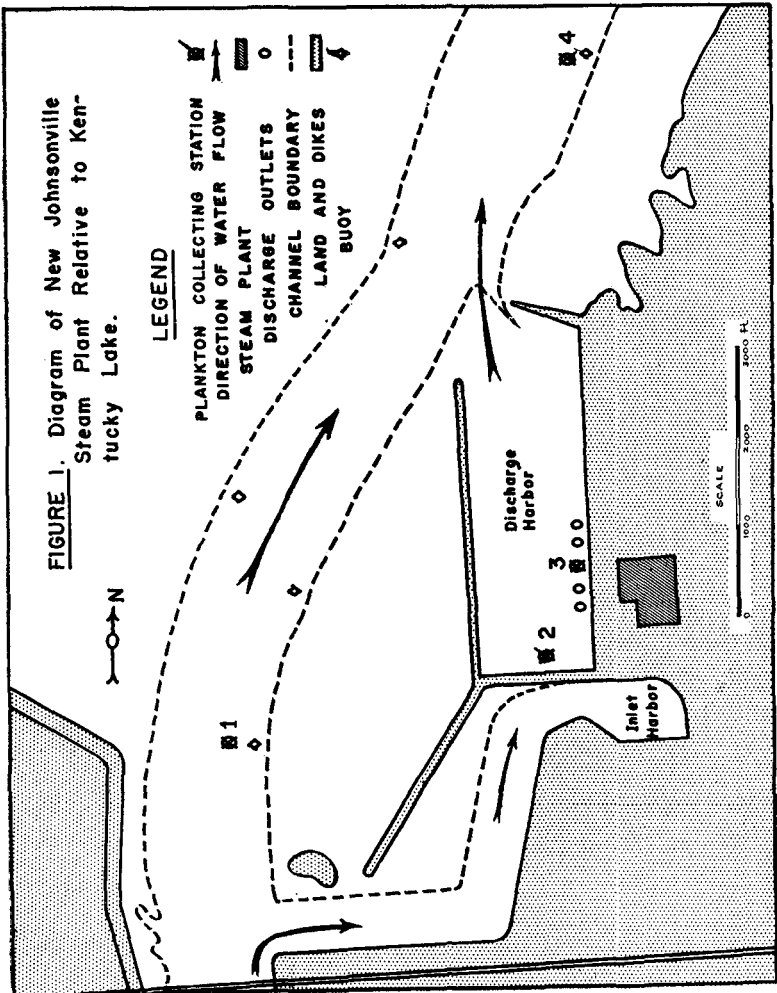 FIGURE 1. Diagram of New Johnsonville
Steam Plant Relative to Ken-
tucky Lake.
N
LEGEND
PLANKTON COLLECTING STATION
DIRECTION OF WATER FLOW
STEAM PLANT
DISCHARGE OUTLETS
CHANNEL BOUNDARY
LAND AND DIKES
BUOY
1
2
3
4
Discharge
Harbor
Inlet
Harbor
SCALE
0 1000 2000 3000 Ft.